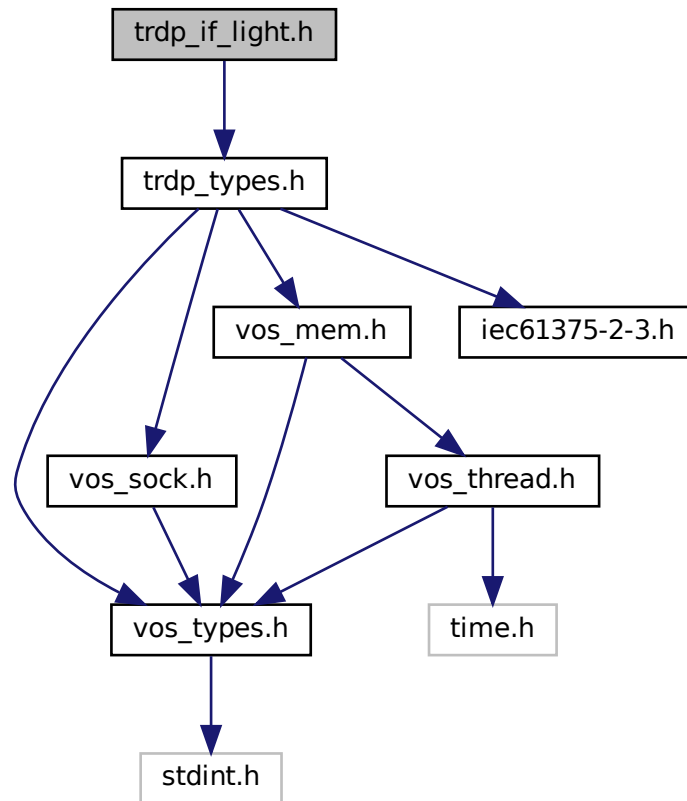 trdp_if_light.h
trdp_types.h
vos_mem.h
iec61375-2-3.h
vos_sock.h
vos_thread.h
vos_types.h
time.h
stdint.h